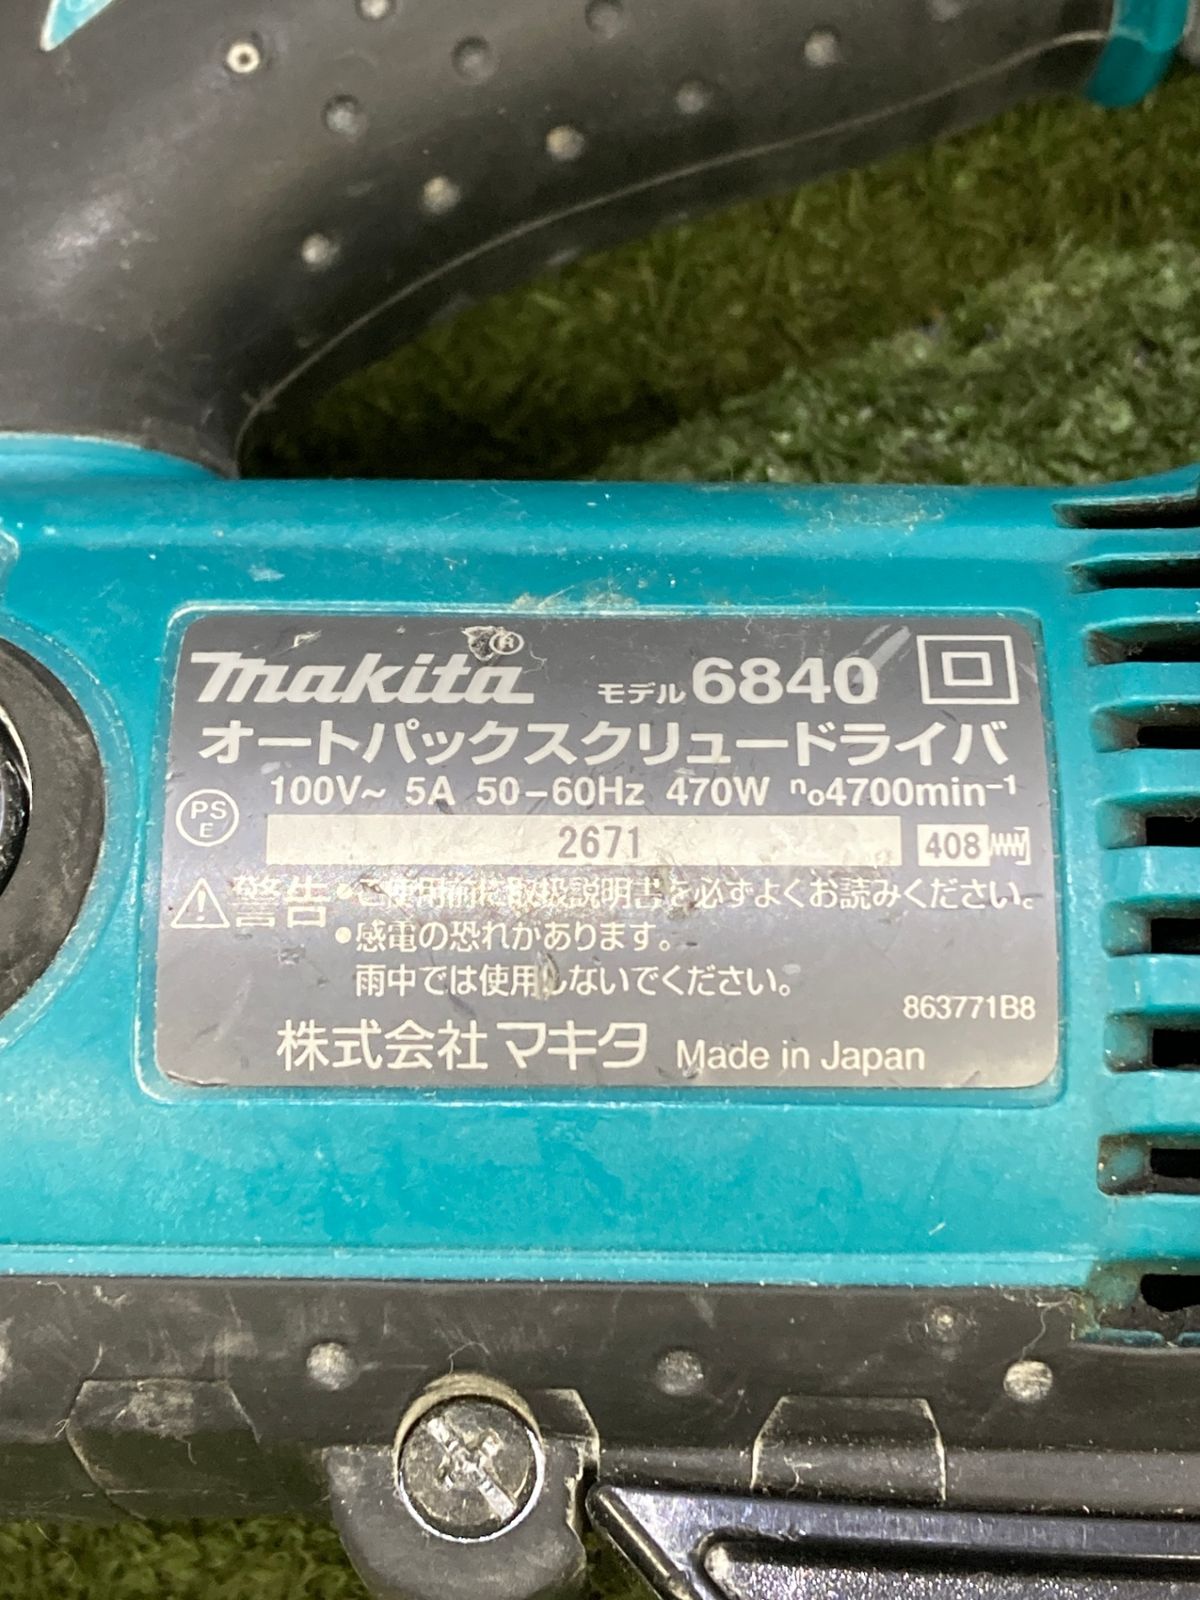 makita® モデル 6840
オートパックスクリュードライバ
100V~ 5A 50-60Hz 470W n₀4700min⁻¹
PS
E
2671
408
警告 •ご使用前に取扱説明書を必ずよくお読みください。
•感電の恐れがあります。
雨中では使用しないでください。
863771B8
株式会社マキタ Made in Japan